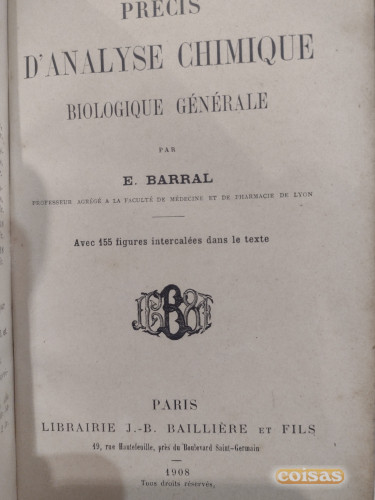 PRÉCIS
D'ANALYSE CHIMIQUE
BIOLOGIQUE GÉNÉRALE
PAR
E. BARRAL
PROFESSEUR AGRÉGÉ A LA FACULTÉ DE MÉDECINE ET DE PHARMACIE DE LYON
Avec 155 figures intercalées dans le texte
PARIS
LIBRAIRIE J.-B. BAILLIÈRE ET FILS
19, rue Hautefeuille, près du Boulevard Saint-Germain
1908
Tous droits réservés.
coisas